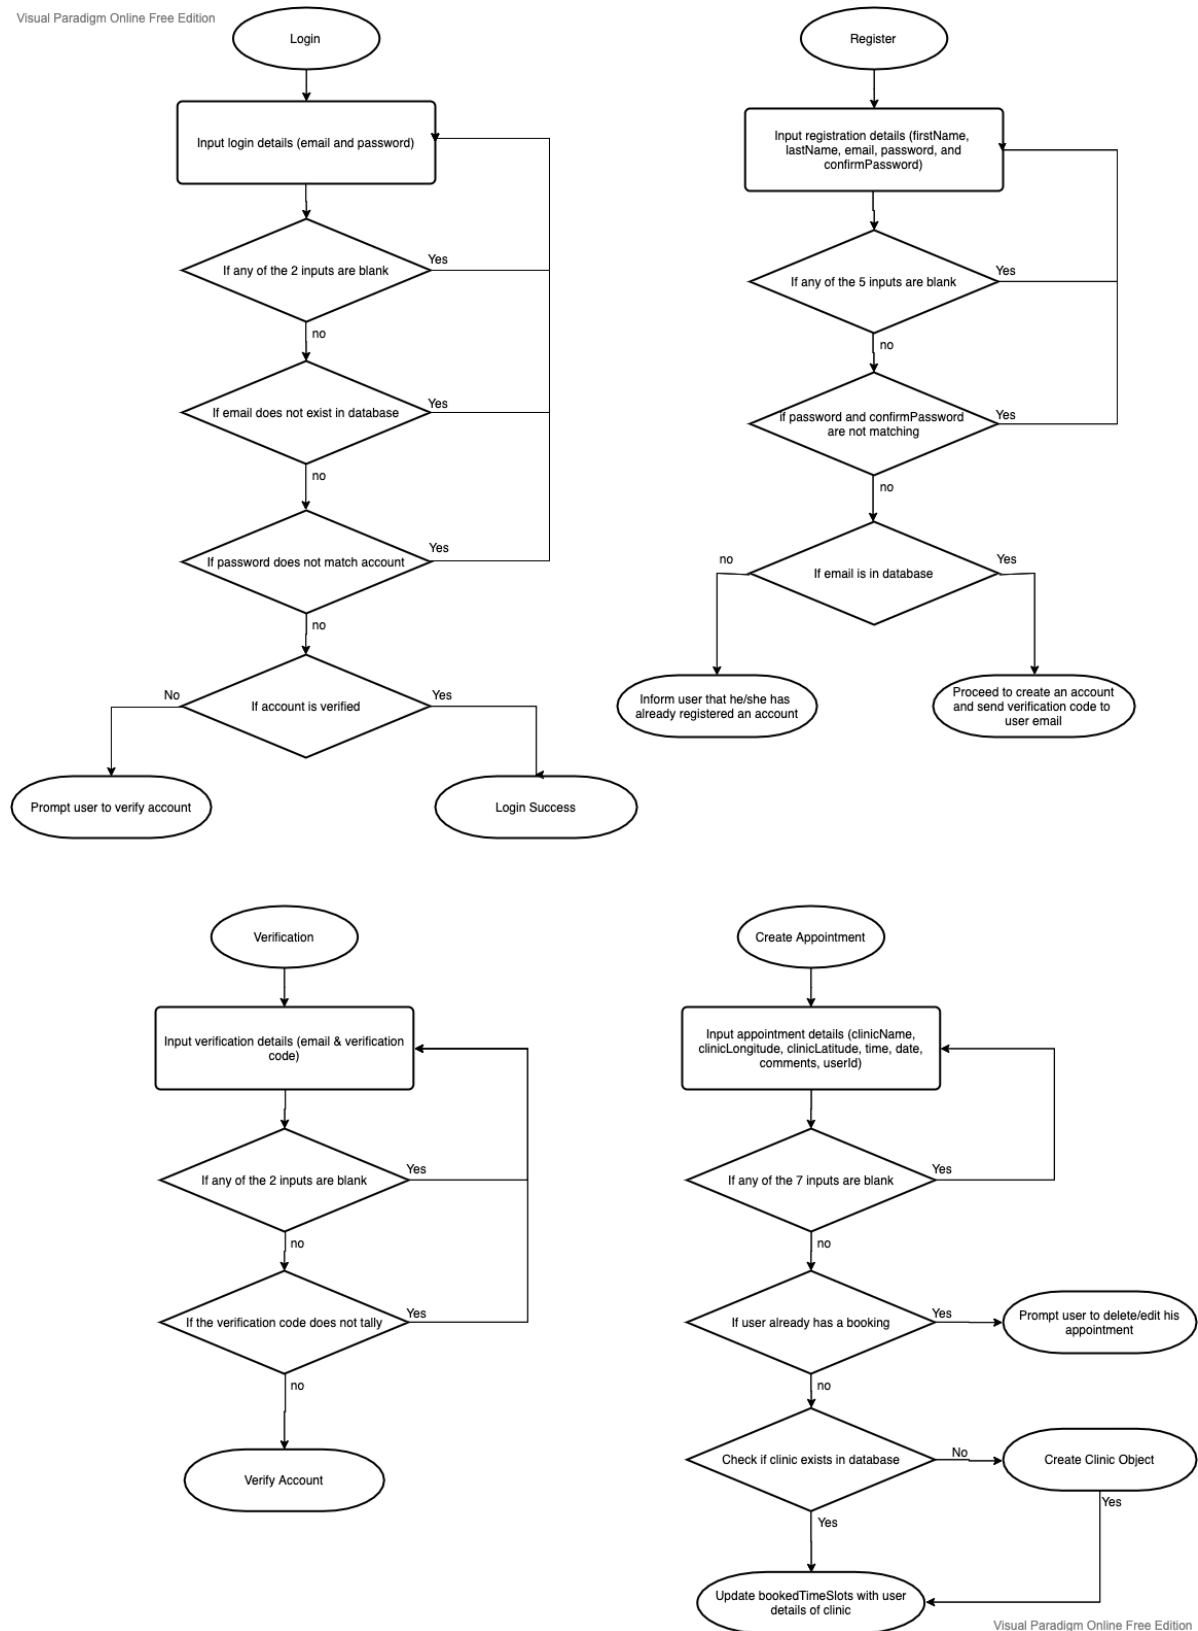 Visual Paradigm Online Free Edition
Login
Input login details (email and password)
If any of the 2 inputs are blank
Yes
no
If email does not exist in database
Yes
no
If password does not match account
Yes
no
If account is verified
No
Yes
Prompt user to verify account
Login Success
Register
Input registration details (firstName,
lastName, email, password, and
confirmPassword)
If any of the 5 inputs are blank
Yes
no
if password and confirmPassword
are not matching
Yes
no
If email is in database
no
Yes
Inform user that he/she has
already registered an account
Proceed to create an account
and send verification code to
user email
Verification
Input verification details (email & verification
code)
If any of the 2 inputs are blank
Yes
no
If the verification code does not tally
Yes
no
Verify Account
Create Appointment
Input appointment details (clinicName,
clinicLongitude, clinicLatitude, time, date,
comments, userId)
If any of the 7 inputs are blank
Yes
no
If user already has a booking
Yes
Prompt user to delete/edit his
appointment
no
Check if clinic exists in database
No
Create Clinic Object
Yes
Yes
Update bookedTimeSlots with user
details of clinic
Visual Paradigm Online Free Edition